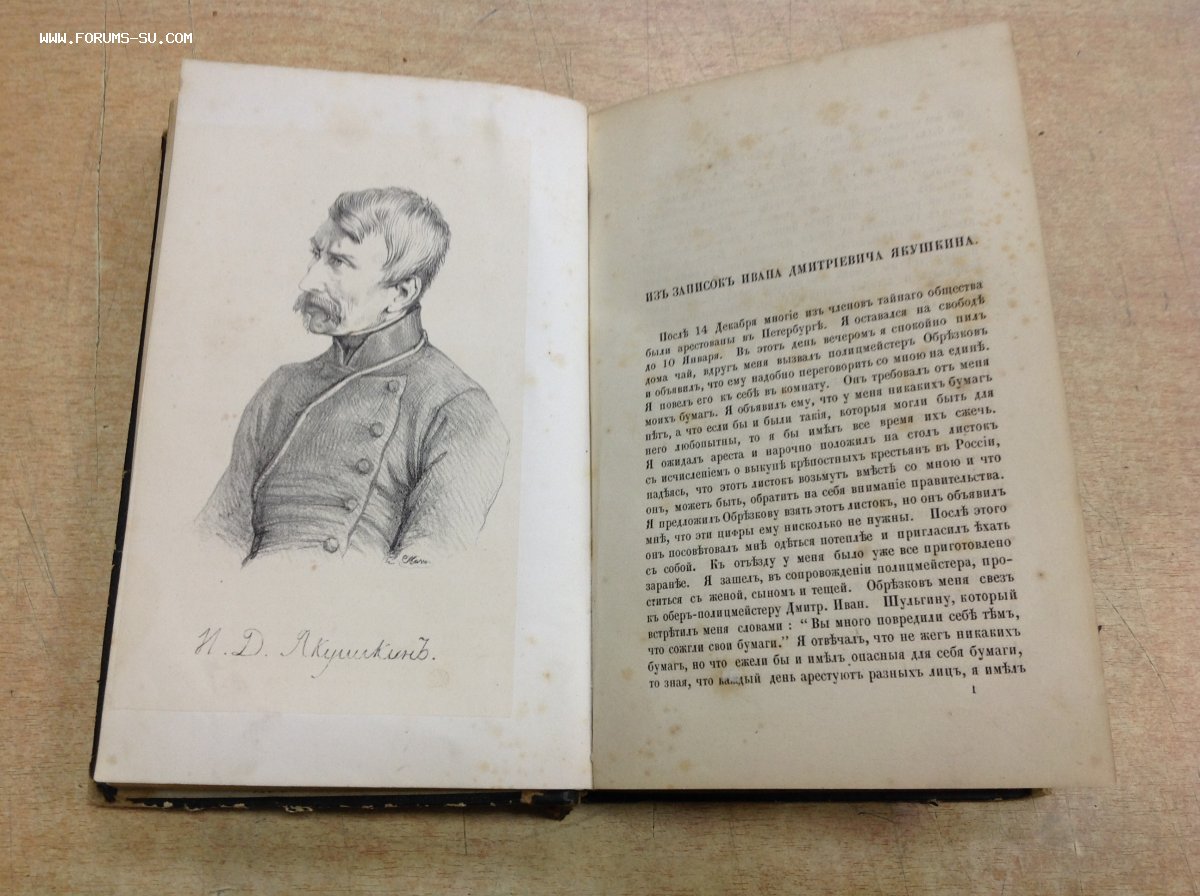 WWW.FORUMS-SU.COM
И. Д. Якушкинъ.
ИЗЪ ЗАПИСОКЪ ИВАНА ДМИТРІЕВИЧА ЯКУШКИНА.
Послѣ 14 Декабря многіе изъ членовъ тайнаго общества
были арестованы въ Петербургѣ. Я оставался на свободѣ
до 10 Января. Въ этотъ день вечеромъ я спокойно пилъ
дома чай, вдругъ меня вызвалъ полицмейстеръ Обрѣзковъ
и объявилъ, что ему надобно переговорить со мною на единѣ.
Я повелъ его къ себѣ въ комнату. Онъ требовалъ отъ меня
моихъ бумагъ. Я объявилъ ему, что у меня никакихъ бумагъ
нѣтъ, а что если бы и были такія, которыя могли быть для
него любопытны, то я бы имѣлъ все время ихъ сжечь.
Я ожидалъ ареста и нарочно положилъ на столъ листокъ
съ исчисленіемъ о выкупѣ крѣпостныхъ крестьянъ въ Россіи,
надѣясь, что этотъ листокъ возьмутъ вмѣстѣ со мною и что
онъ, можетъ быть, обратитъ на себя вниманіе правительства.
Я предложилъ Обрѣзкову взять этотъ листокъ, но онъ объявилъ
мнѣ, что эти цифры ему нисколько не нужны. Послѣ этого
онъ посовѣтовалъ мнѣ одѣться потеплѣе и пригласилъ ѣхать
съ собой. Къ отъѣзду у меня было уже все приготовлено
заранѣе. Я зашелъ, въ сопровожденіи полицмейстера, про-
ститься съ женой, сыномъ и тещей. Обрѣзковъ меня свезъ
къ оберъ-полицмейстеру Дмитр. Иван. Шульгину, который
встрѣтилъ меня словами : “ Вы много повредили себѣ тѣмъ,
что сожгли свои бумаги.” Я отвѣчалъ, что не жегъ никакихъ
бумагъ, но что ежели бы и имѣлъ опасныя для себя бумаги,
то зная, что каждый день арестуютъ разныхъ лицъ, я имѣлъ
1